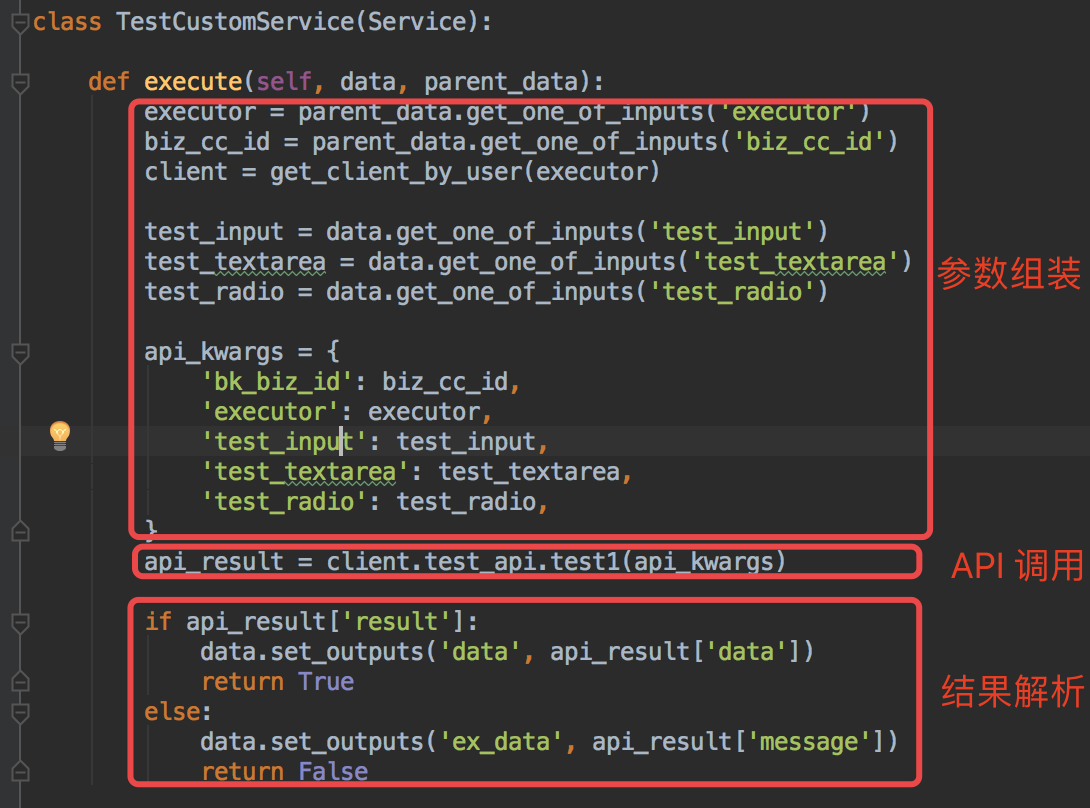 class TestCustomService(Service):
def execute(self, data, parent_data):
executor = parent_data.get_one_of_inputs('executor')
biz_cc_id = parent_data.get_one_of_inputs('biz_cc_id')
client = get_client_by_user(executor)
test_input = data.get_one_of_inputs('test_input')
test_textarea = data.get_one_of_inputs('test_textarea')
test_radio = data.get_one_of_inputs('test_radio')
参数组装
api_kwargs = {
'bk_biz_id': biz_cc_id,
'executor': executor,
'test_input': test_input,
'test_textarea': test_textarea,
'test_radio': test_radio,
}
api_result = client.test_api.test1(api_kwargs)
API 调用
if api_result['result']:
data.set_outputs('data', api_result['data'])
return True
结果解析
else:
data.set_outputs('ex_data', api_result['message'])
return False